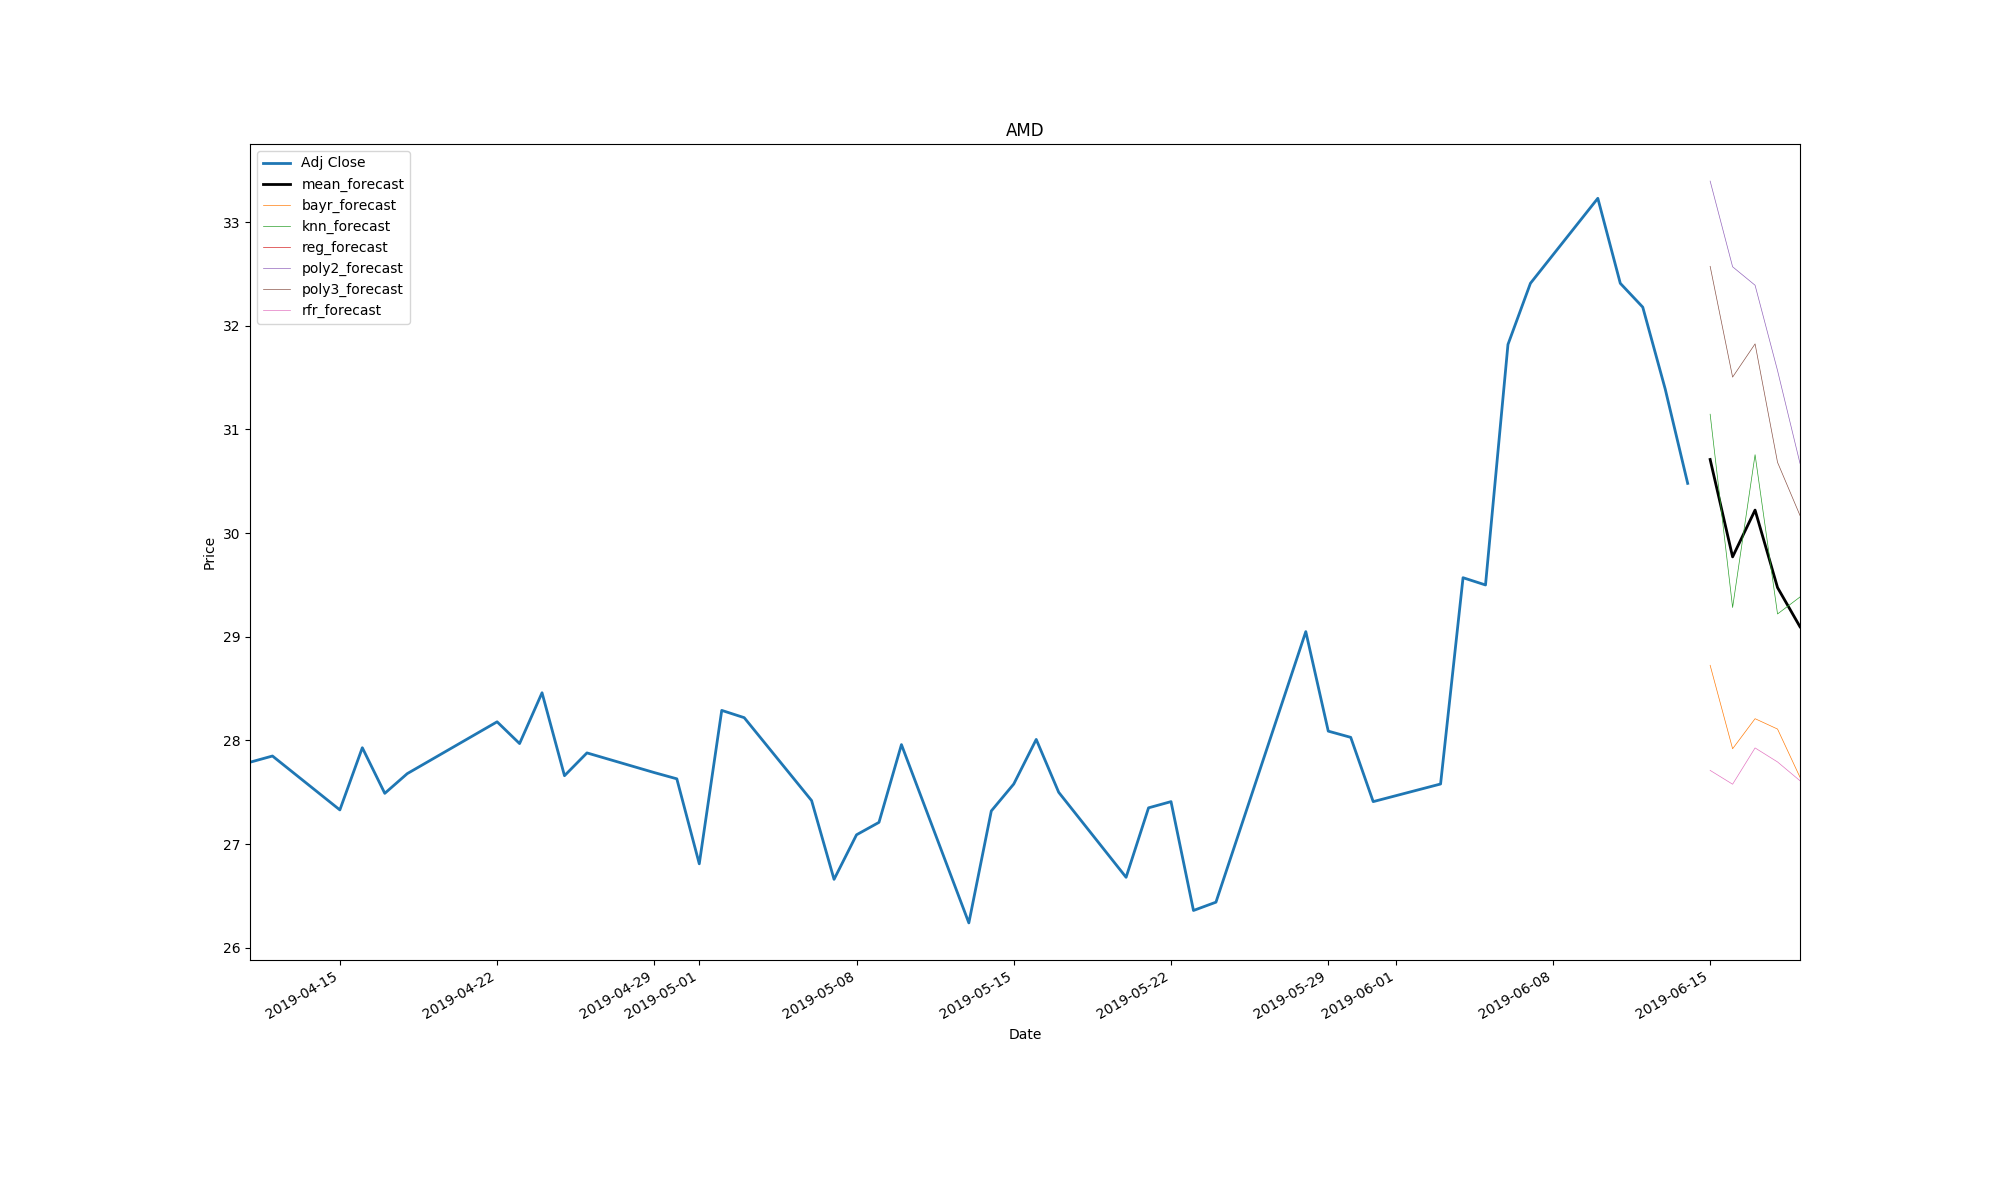 AMD
Adj Close
mean_forecast
bayr_forecast
knn_forecast
reg_forecast
poly2_forecast
poly3_forecast
rfr_forecast
33
32
31
30
29
28
27
26
Price
2019-04-15
2019-04-22
2019-04-29
2019-05-01
2019-05-08
2019-05-15
2019-05-22
2019-05-29
2019-06-01
2019-06-08
2019-06-15
Date